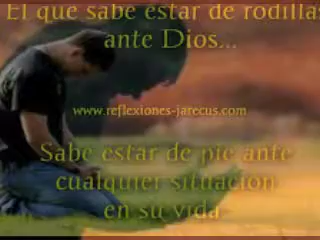 El que sabe estar de rodillas
ante Dios...
www.reflexiones-jarecus.com
Sabe estar de pie ante
cualquier situacion
en su vida